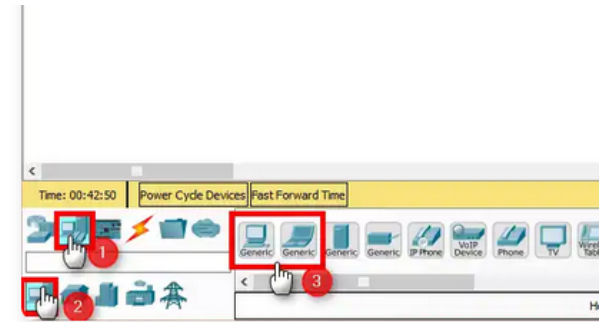 Time: 00:42:50 Power Cycle Devices Fast Forward Time
1
Generic Generic Generic Generic IP Phone VoIP Device Phone TV
3
2